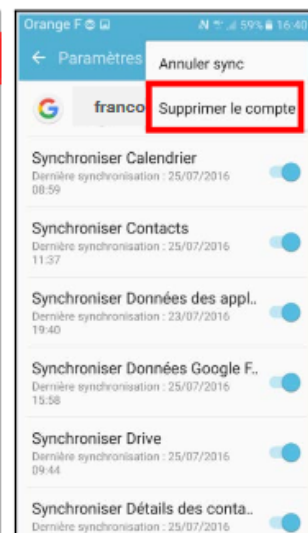 Orange F 59% 16:40
Paramètres
Annuler sync
G franco
Supprimer le compte
Synchroniser Calendrier
Dernière synchronisation : 25/07/2016
08:59
Synchroniser Contacts
Dernière synchronisation : 25/07/2016
11:37
Synchroniser Données des appl..
Dernière synchronisation : 23/07/2016
19:40
Synchroniser Données Google F..
Dernière synchronisation : 25/07/2016
15:58
Synchroniser Drive
Dernière synchronisation : 25/07/2016
09:44
Synchroniser Détails des conta..
Dernière synchronisation : 25/07/2016